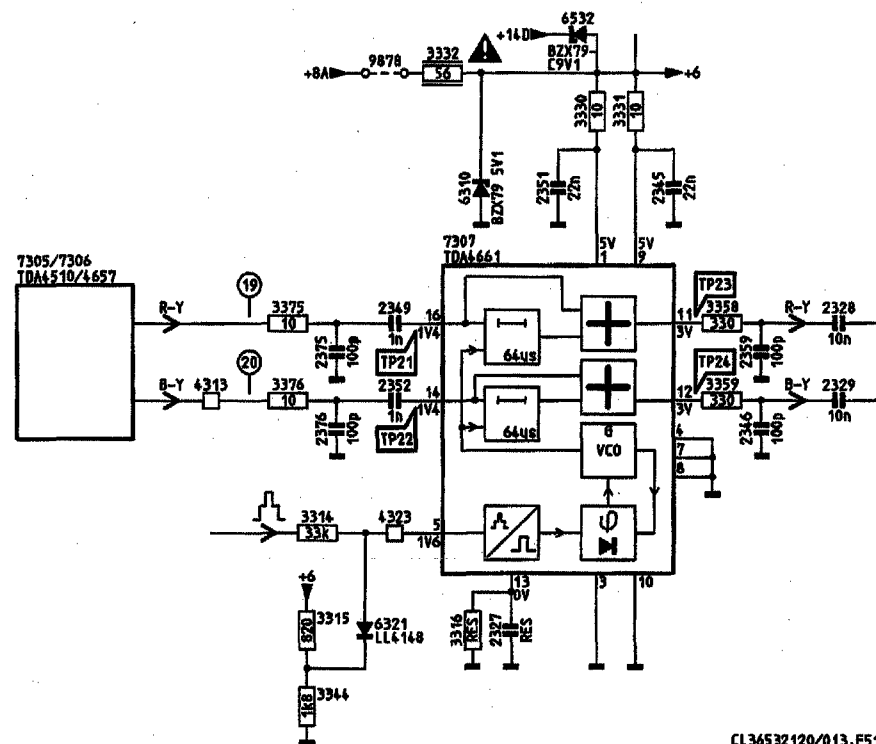 6532
+14D
BZX79
C9V1
+8A
9878
3332
56
+6
3330
10
3331
10
6310
BZX79 5V1
2351
22n
2345
22n
7307
TDA4661
5V
1
5V
9
7305/7306
TDA4510/4657
R-Y
19
3375
10
2375
100p
2349
1n
16
1V4
TP21
64us
11
3V
TP23
3358
330
2359
100p
R-Y
2328
10n
B-Y
4313
20
3376
10
2376
100p
2352
1n
14
1V4
TP22
64us
12
3V
TP24
3359
330
2346
100p
B-Y
2329
10n
VCO
4
7
8
3314
33k
4323
5
1V6
φ
13
0V
3
10
+6
3315
820
6321
LL4148
3316
RES
2327
RES
3344
1k8
CL36532120/013.E51